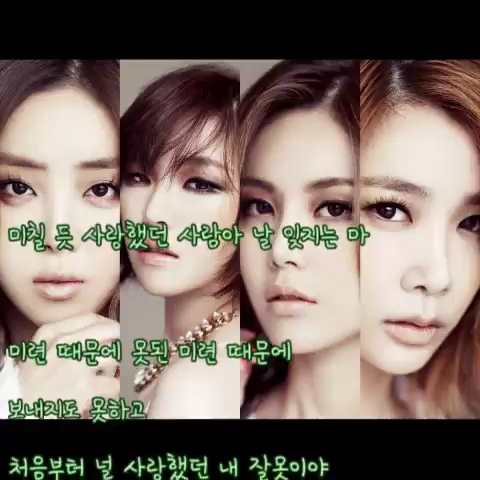 미칠 듯 사랑했던 사람아 날 잊지는 마
미련 때문에 못된 미련 때문에
보내지도 못하고
처음부터 널 사랑했던 내 잘못이야